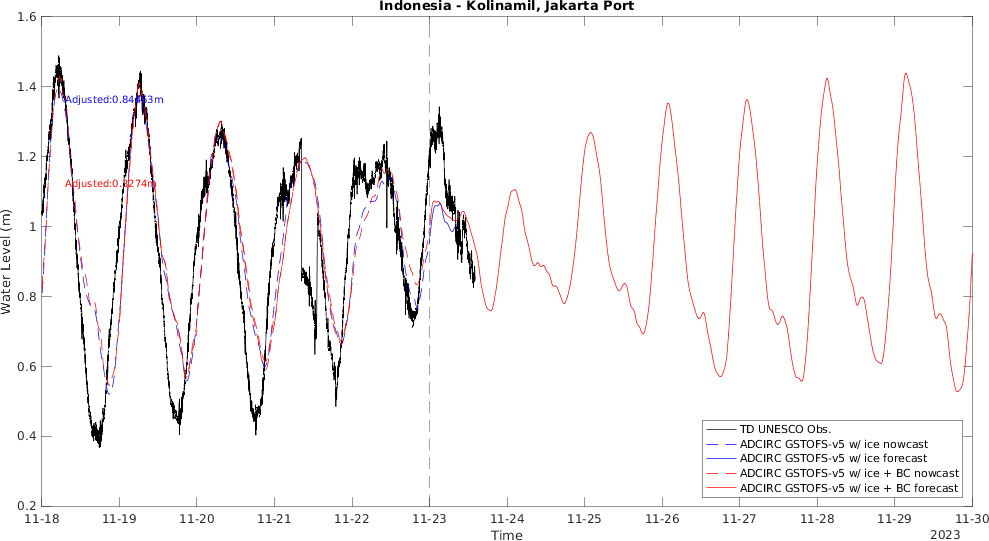 Indonesia - Kolinamil, Jakarta Port
1.6
1.4
1.2
1
0.8
0.6
0.4
0.2
Water Level (m)
11-18
11-19
11-20
11-21
11-22
11-23
11-24
11-25
11-26
11-27
11-28
11-29
11-30
Time
2023
TD UNESCO Obs.
ADCIRC GSTOFS-v5 w/ ice nowcast
ADCIRC GSTOFS-v5 w/ ice forecast
ADCIRC GSTOFS-v5 w/ ice + BC nowcast
ADCIRC GSTOFS-v5 w/ ice + BC forecast